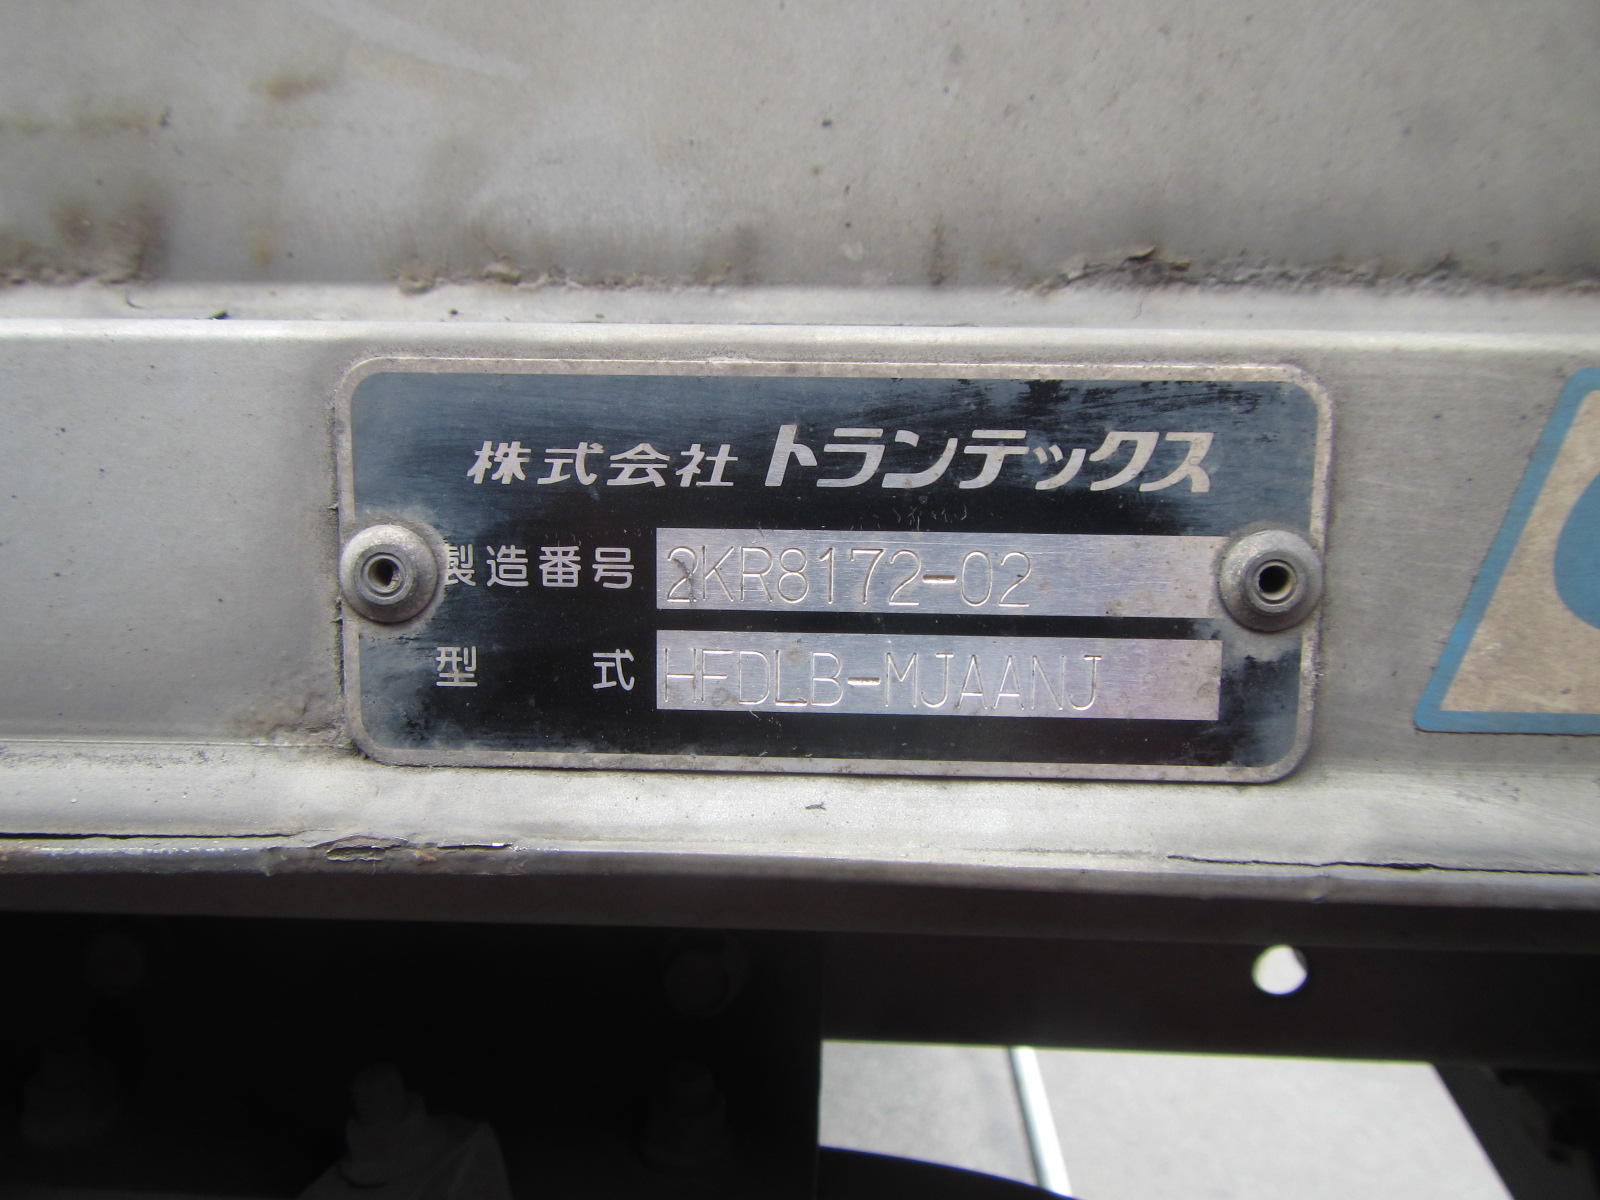 株式会社 トランテックス
製造番号 2KR8172-02
型式 HFDLB-MJAANJ